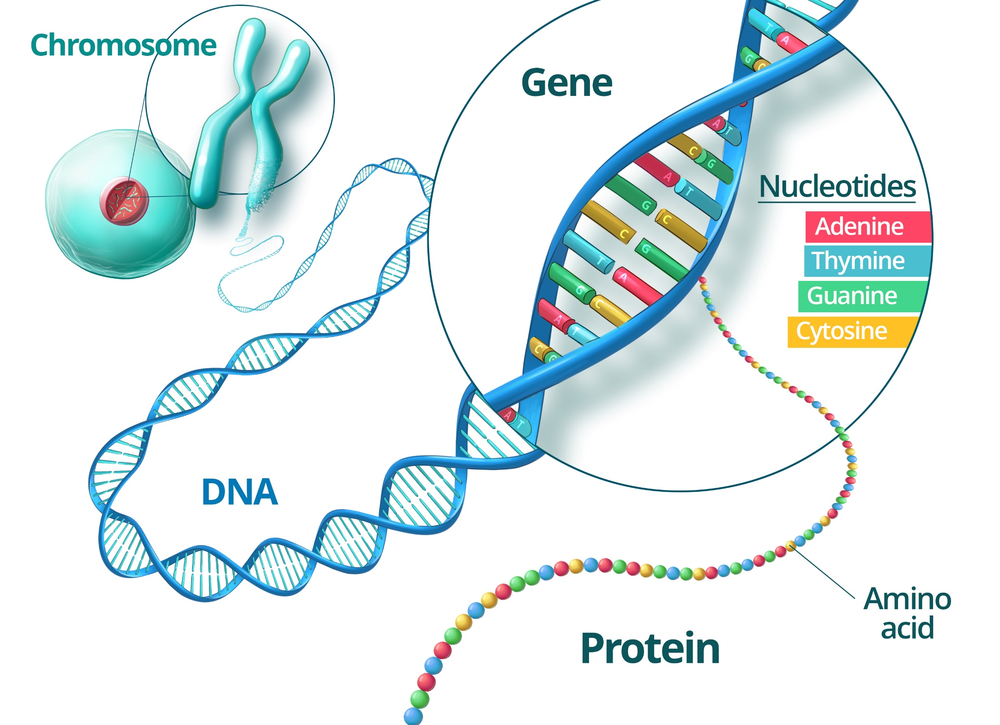 Chromosome
Gene
T A
G C
A T
C G
A T
G C
C G
T A
G C
A T
C G
A T
Nucleotides
Adenine
Thymine
Guanine
Cytosine
DNA
Amino
acid
Protein